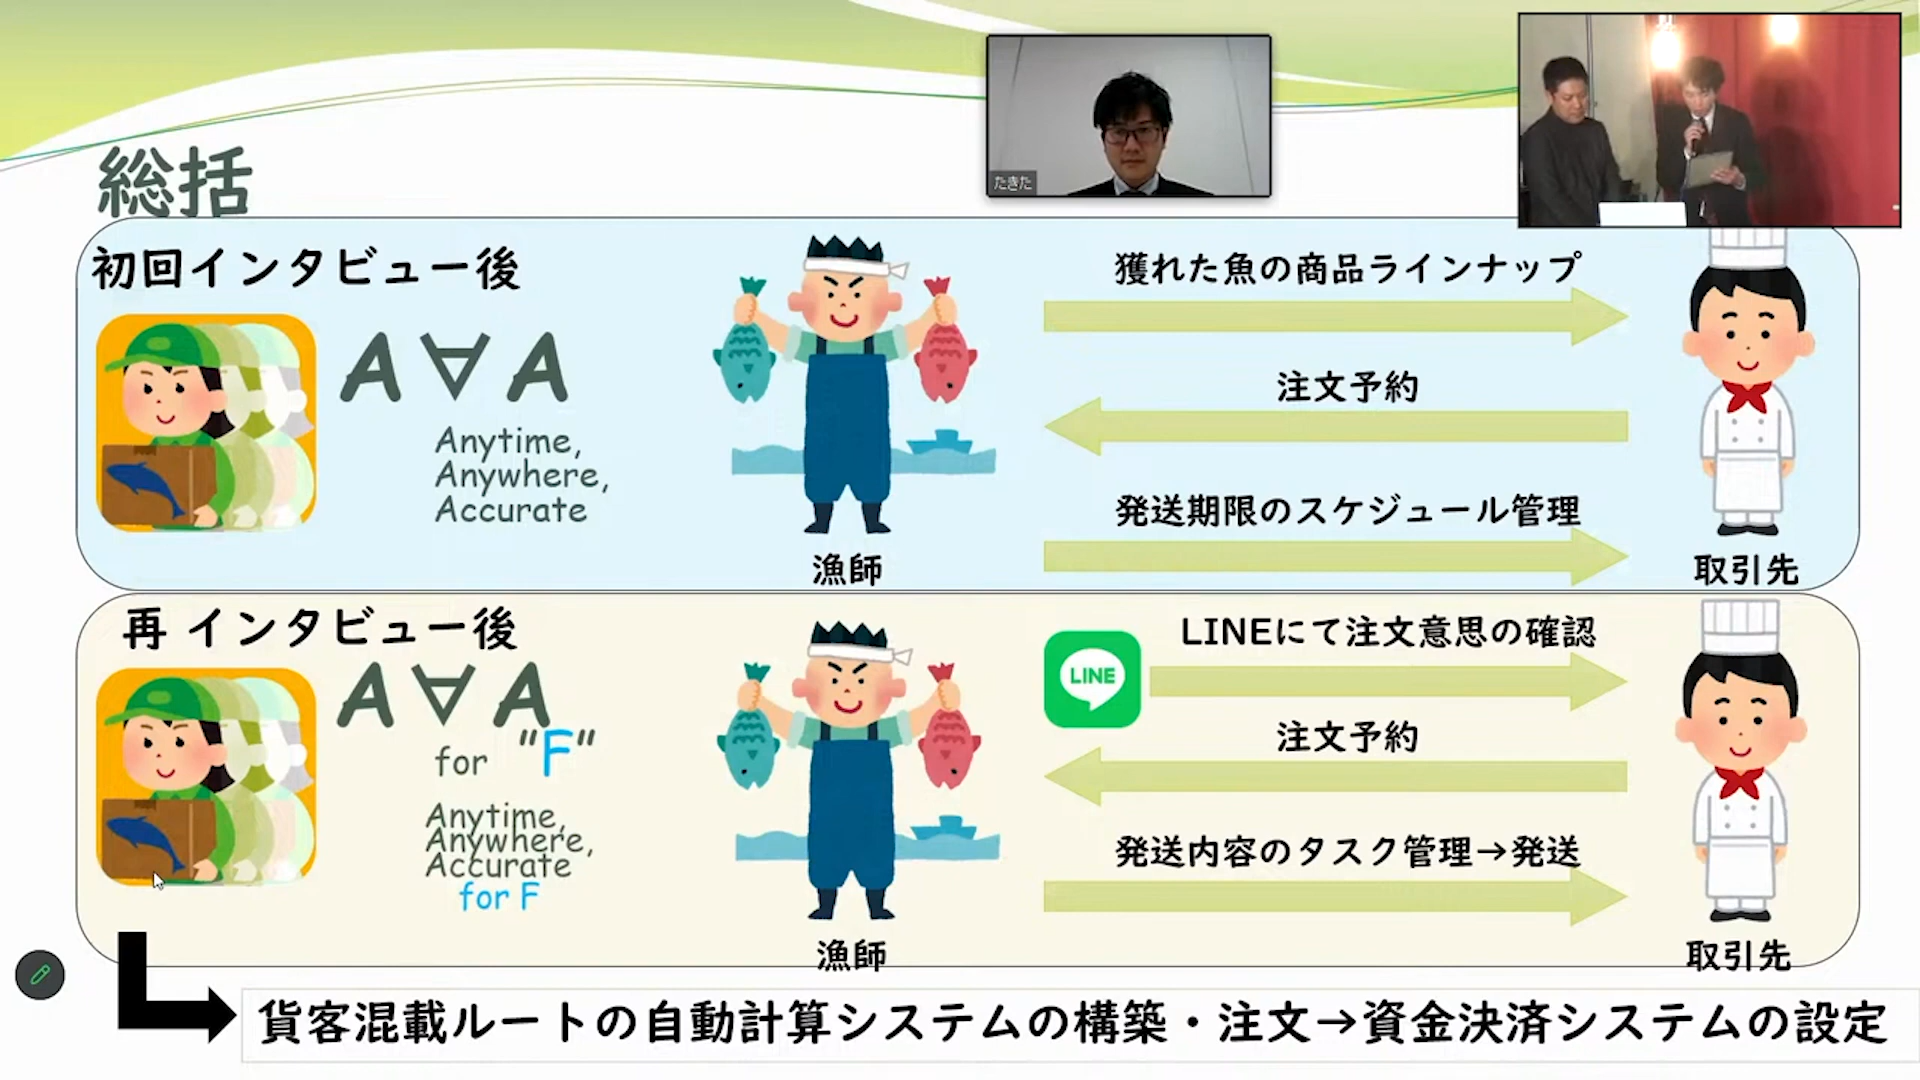 たきた
総括
初回インタビュー後
A∀A
Anytime,
Anywhere,
Accurate
漁師
獲れた魚の商品ラインナップ
注文予約
発送期限のスケジュール管理
取引先
再 インタビュー後
A∀A
for "F"
Anytime,
Anywhere,
Accurate
for F
漁師
LINE
LINEにて注文意思の確認
注文予約
発送内容のタスク管理→発送
取引先
貨客混載ルートの自動計算システムの構築・注文→資金決済システムの設定